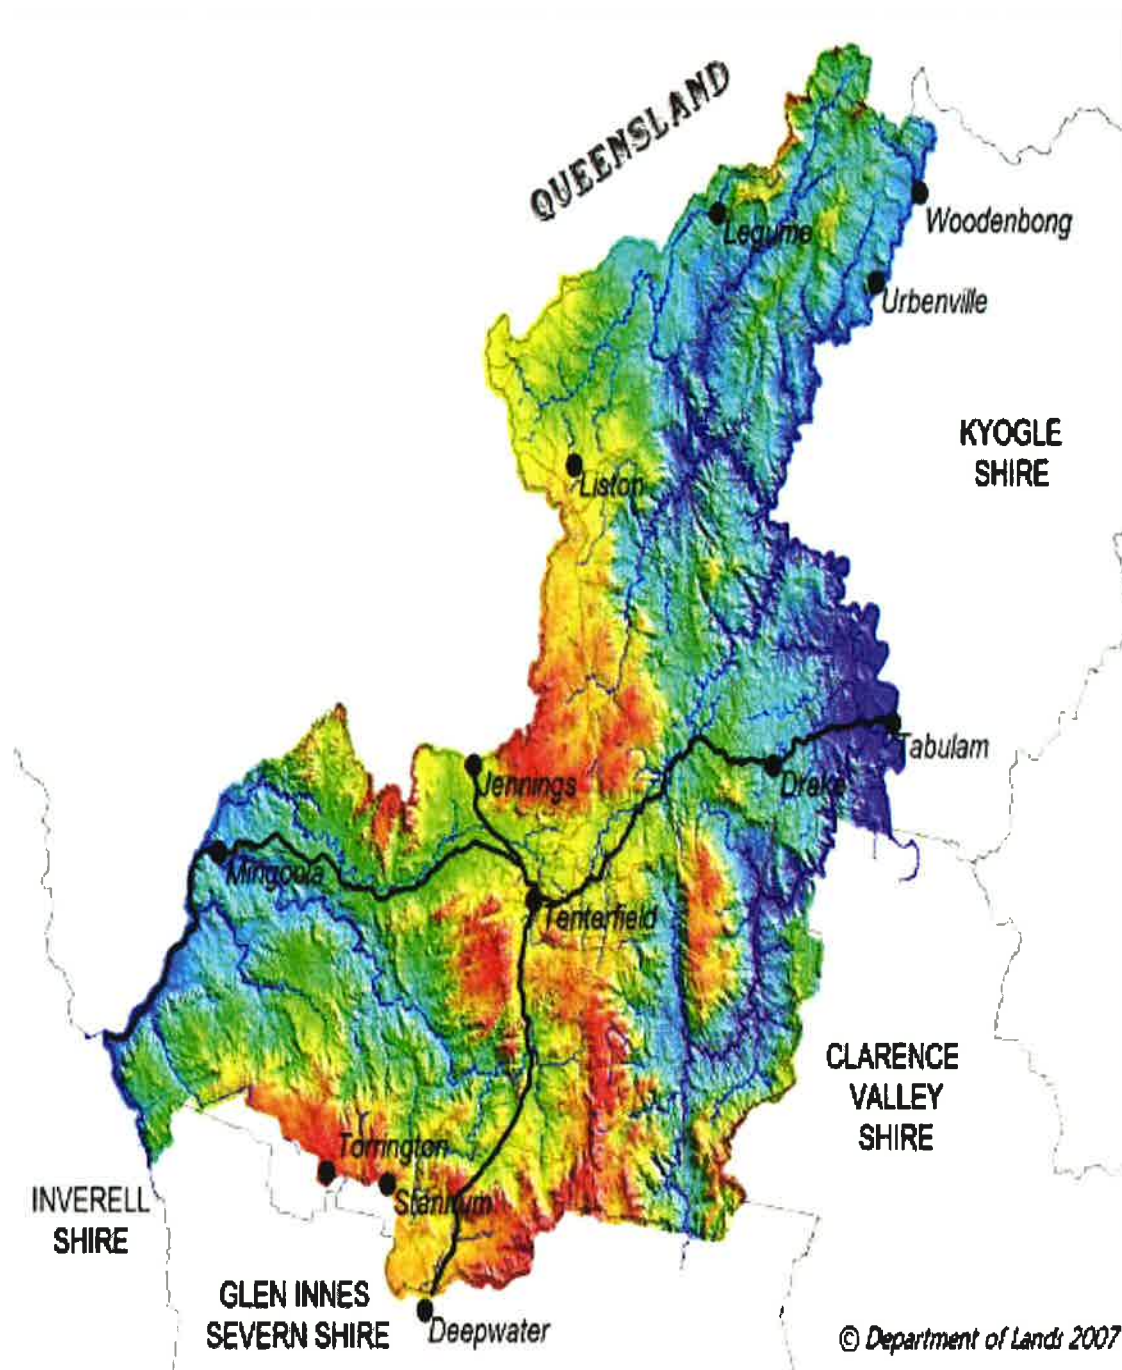 QUEENSLAND
Legume
Woodenbong
Urbenville
KYOGLE
SHIRE
Liston
Tabulam
Jennings
Drake
Mingoola
Tenterfield
CLARENCE
VALLEY
SHIRE
Torrington
Stannum
INVERELL
SHIRE
GLEN INNES
SEVERN SHIRE
Deepwater
© Department of Lands 2007